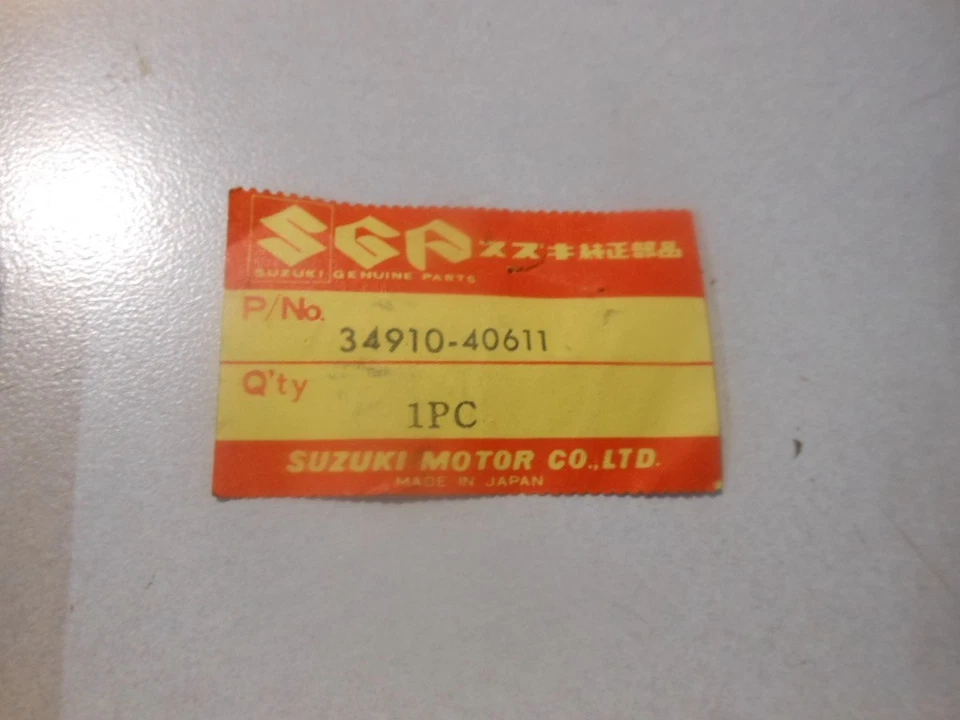 SGP スズキ純正部品
SUZUKI GENUINE PARTS
P/No.
34910-40611
Q'ty
1PC
SUZUKI MOTOR CO.,LTD.
MADE IN JAPAN